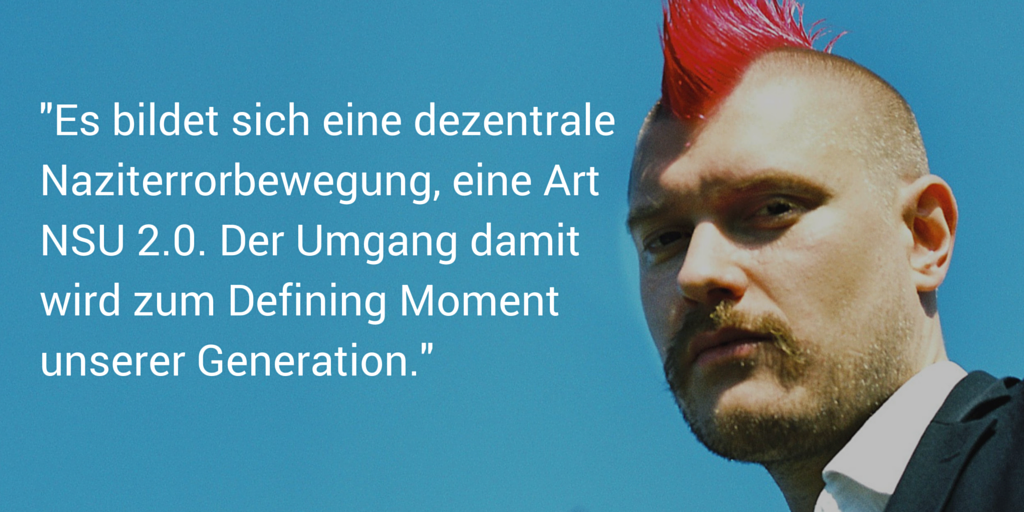 "Es bildet sich eine dezentrale
Naziterrorbewegung, eine Art
NSU 2.0. Der Umgang damit
wird zum Defining Moment
unserer Generation."